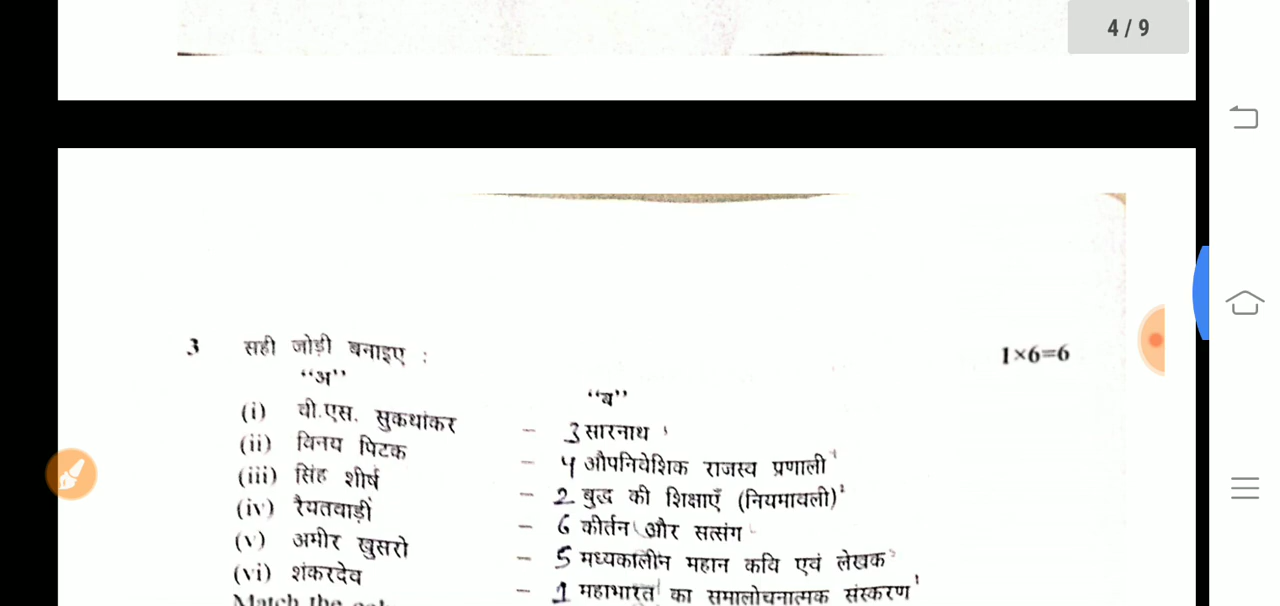 4 / 9
3 सही जोड़ी बनाइए : 1×6=6
“अ” “ब”
(i) वी.एस. सुकथांकर – 3 सारनाथ
(ii) विनय पिटक – 4 औपनिवेशिक राजस्व प्रणाली
(iii) सिंह शीर्ष – 2 बुद्ध की शिक्षाएँ (नियमावली)
(iv) रैयतवाड़ी – 6 कीर्तन और सत्संग
(v) अमीर खुसरो – 5 मध्यकालीन महान कवि एवं लेखक
(vi) शंकरदेव – 1 महाभारत का समालोचनात्मक संस्करण
Match the